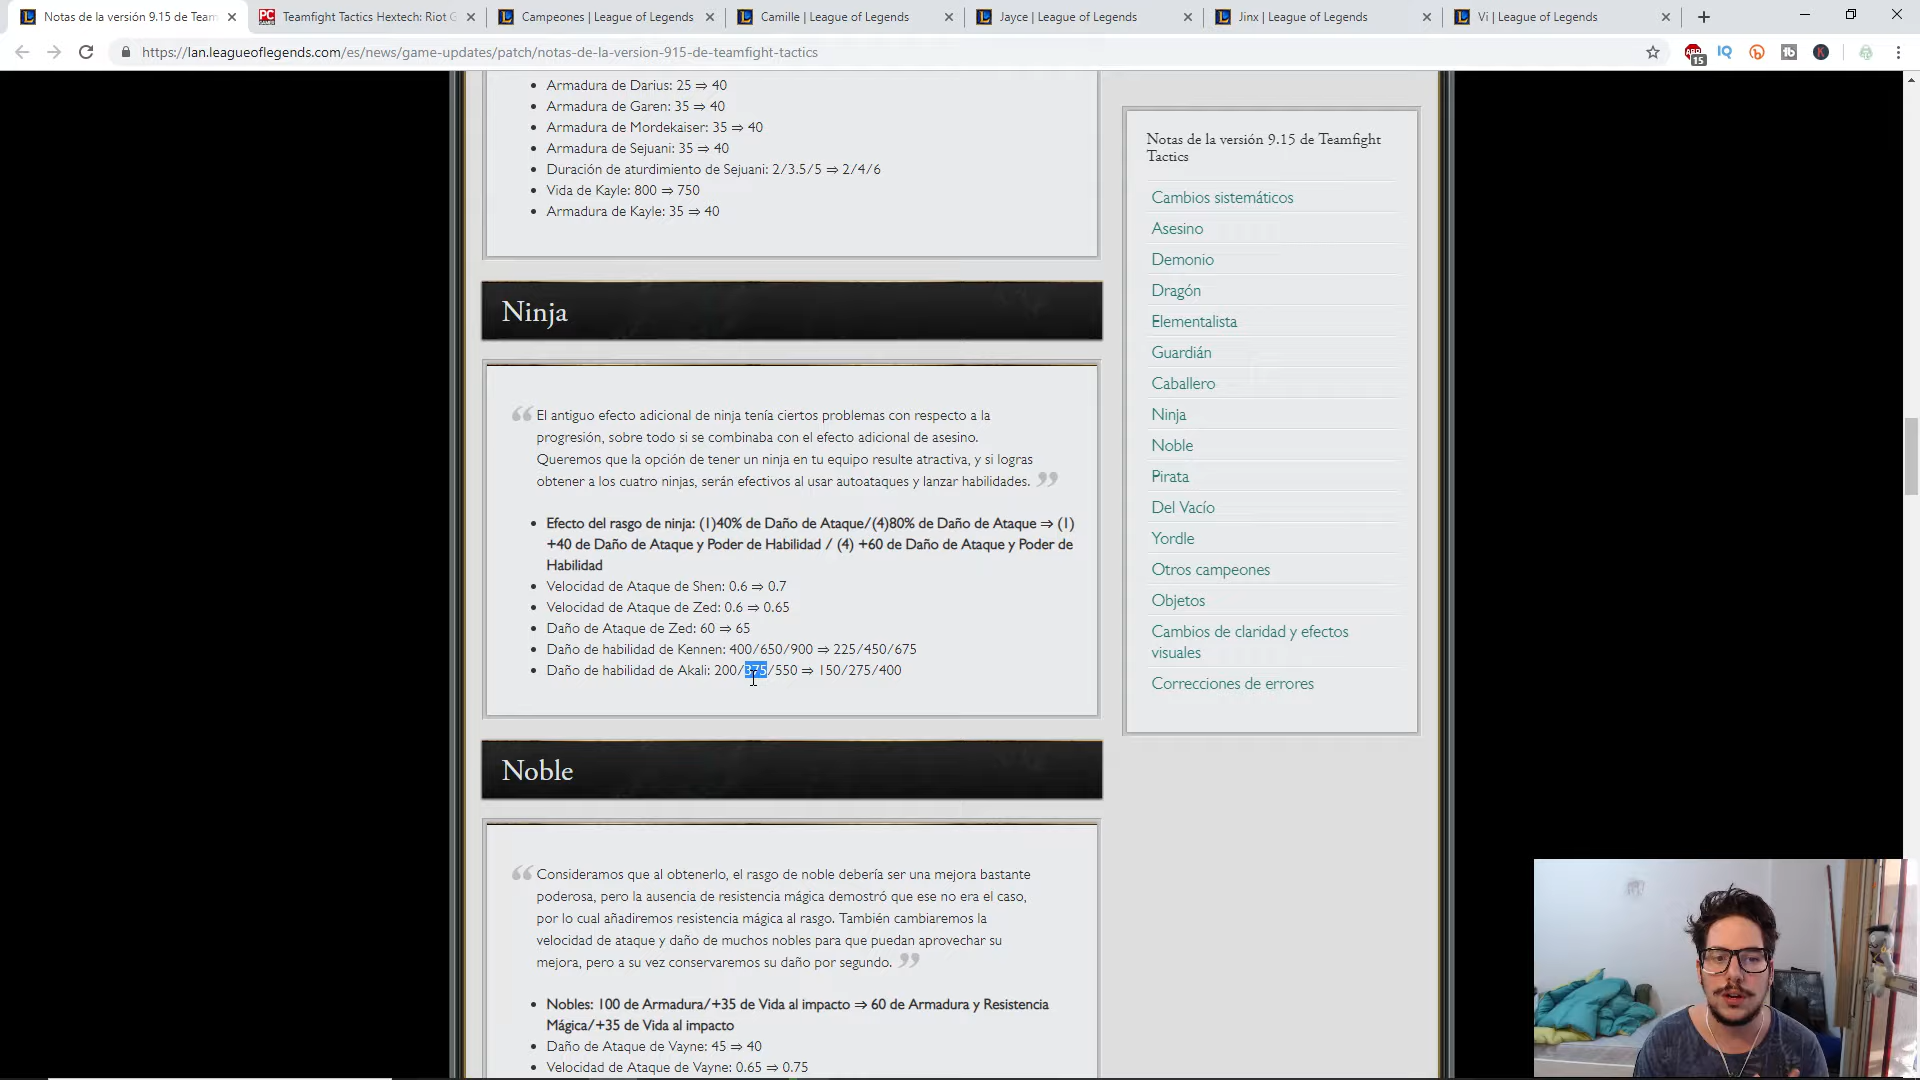 Notas de la versión 9.15 de Team
Teamfight Tactics Hextech: Riot G
Campeones | League of Legends
Camille | League of Legends
Jayce | League of Legends
Jinx | League of Legends
Vi | League of Legends
https://lan.leagueoflegends.com/es/news/game-updates/patch/notas-de-la-version-915-de-teamfight-tactics
Armadura de Darius: 25 ⇒ 40
Armadura de Garen: 35 ⇒ 40
Armadura de Mordekaiser: 35 ⇒ 40
Armadura de Sejuani: 35 ⇒ 40
Duración de aturdimiento de Sejuani: 2/3.5/5 ⇒ 2/4/6
Vida de Kayle: 800 ⇒ 750
Armadura de Kayle: 35 ⇒ 40
Ninja
“ El antiguo efecto adicional de ninja tenía ciertos problemas con respecto a la
progresión, sobre todo si se combinaba con el efecto adicional de asesino.
Queremos que la opción de tener un ninja en tu equipo resulte atractiva, y si logras
obtener a los cuatro ninjas, serán efectivos al usar autoataques y lanzar habilidades. ”
Efecto del rasgo de ninja: (1)40% de Daño de Ataque/(4)80% de Daño de Ataque ⇒ (1)
+40 de Daño de Ataque y Poder de Habilidad / (4) +60 de Daño de Ataque y Poder de
Habilidad
Velocidad de Ataque de Shen: 0.6 ⇒ 0.7
Velocidad de Ataque de Zed: 0.6 ⇒ 0.65
Daño de Ataque de Zed: 60 ⇒ 65
Daño de habilidad de Kennen: 400/650/900 ⇒ 225/450/675
Daño de habilidad de Akali: 200/375/550 ⇒ 150/275/400
Noble
“ Consideramos que al obtenerlo, el rasgo de noble debería ser una mejora bastante
poderosa, pero la ausencia de resistencia mágica demostró que ese no era el caso,
por lo cual añadiremos resistencia mágica al rasgo. También cambiaremos la
velocidad de ataque y daño de muchos nobles para que puedan aprovechar su
mejora, pero a su vez conservaremos su daño por segundo. ”
Nobles: 100 de Armadura/+35 de Vida al impacto ⇒ 60 de Armadura y Resistencia
Mágica/+35 de Vida al impacto
Daño de Ataque de Vayne: 45 ⇒ 40
Velocidad de Ataque de Vayne: 0.65 ⇒ 0.75
Notas de la versión 9.15 de Teamfight
Tactics
Cambios sistemáticos
Asesino
Demonio
Dragón
Elementalista
Guardián
Caballero
Ninja
Noble
Pirata
Del Vacío
Yordle
Otros campeones
Objetos
Cambios de claridad y efectos
visuales
Correcciones de errores